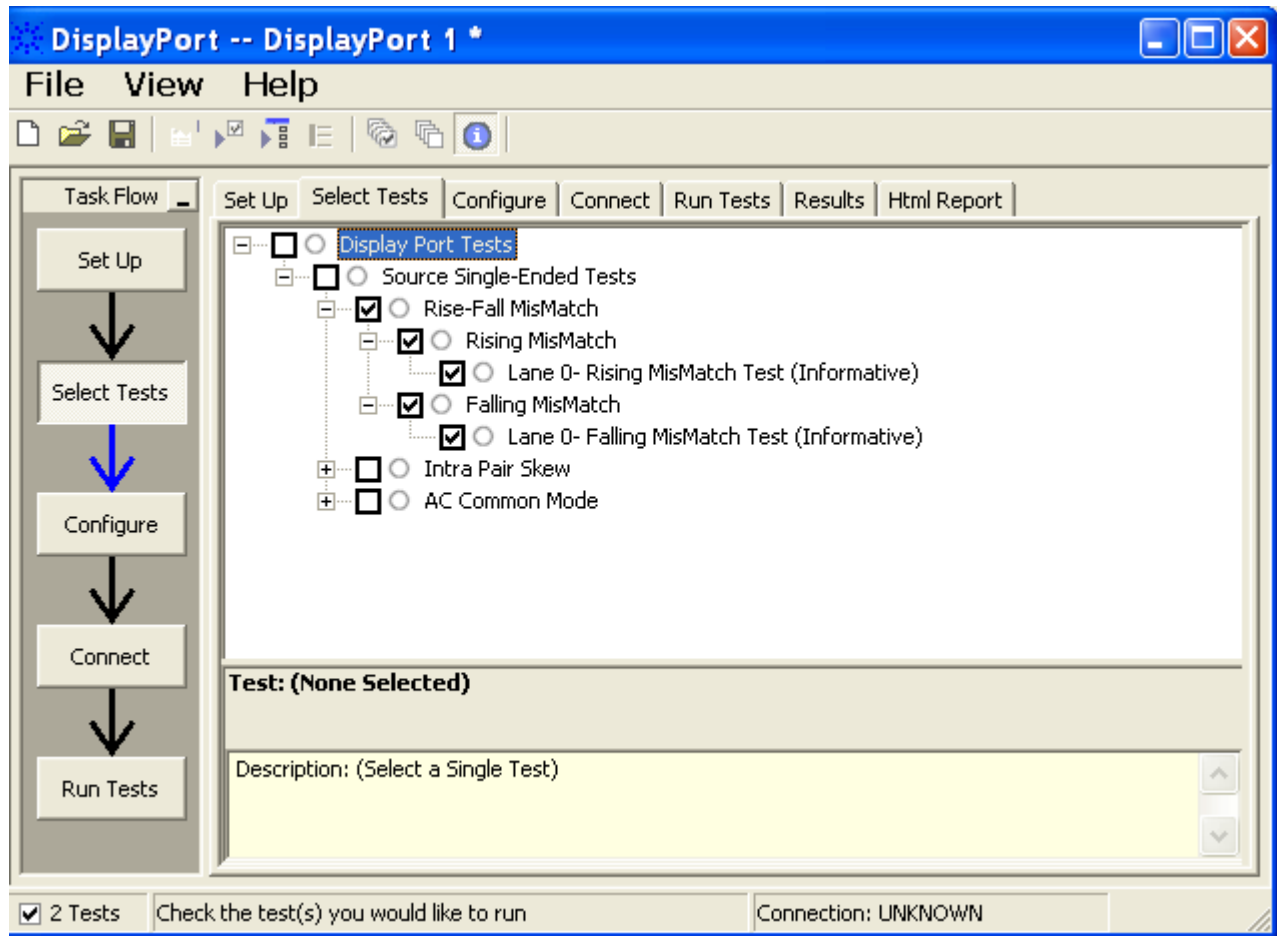 DisplayPort -- DisplayPort 1 *
File View Help
Task Flow
Set Up
Select Tests
Configure
Connect
Run Tests
Set Up Select Tests Configure Connect Run Tests Results Html Report
Display Port Tests
Source Single-Ended Tests
Rise-Fall MisMatch
Rising MisMatch
Lane 0- Rising MisMatch Test (Informative)
Falling MisMatch
Lane 0- Falling MisMatch Test (Informative)
Intra Pair Skew
AC Common Mode
Test: (None Selected)
Description: (Select a Single Test)
2 Tests Check the test(s) you would like to run Connection: UNKNOWN